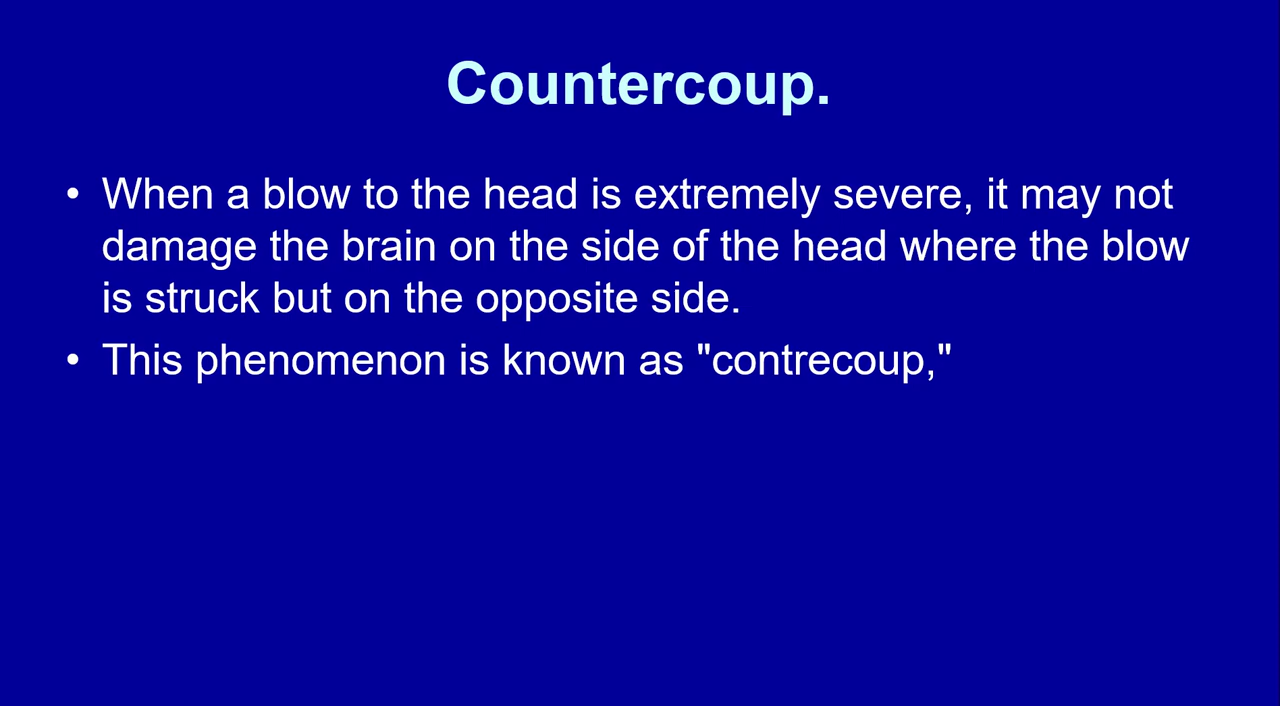 Countercoup.
• When a blow to the head is extremely severe, it may not
damage the brain on the side of the head where the blow
is struck but on the opposite side.
• This phenomenon is known as "contrecoup,"